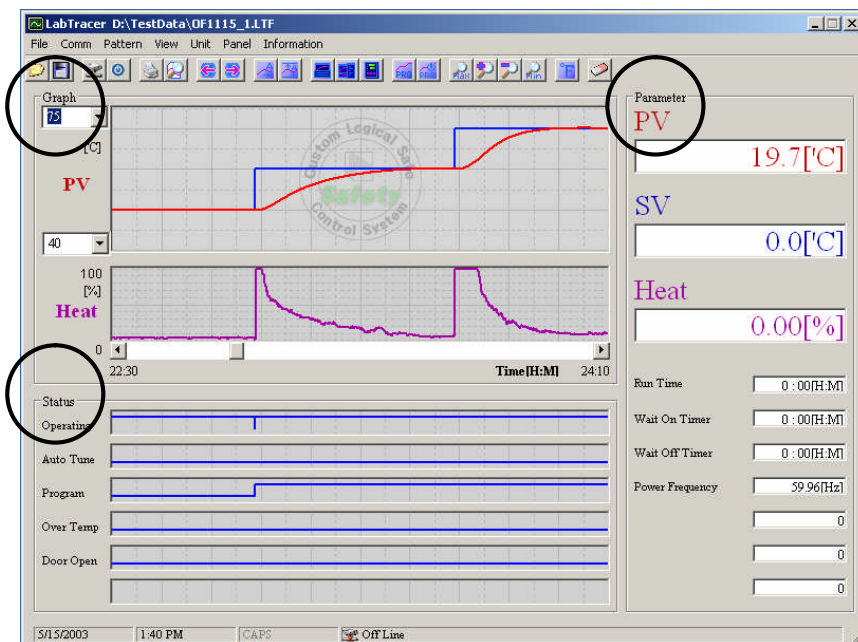 LabTracer D:\TestData\OF1115_1.LTF
File Comm Pattern View Unit Panel Information
PRG PRG Max Min
Graph
75
[C]
PV
40
100
[%]
Heat
0
22:30 Time[H:M] 24:10
Custom Logical Safe
Safety
Control System
Status
Operating
Auto Tune
Program
Over Temp
Door Open
Parameter
PV
19.7['C]
SV
0.0['C]
Heat
0.00[%]
Run Time 0 : 00[H:M]
Wait On Timer 0 : 00[H:M]
Wait Off Timer 0 : 00[H:M]
Power Frequency 59.96[Hz]
0
0
0
5/15/2003 1:40 PM CAPS Off Line